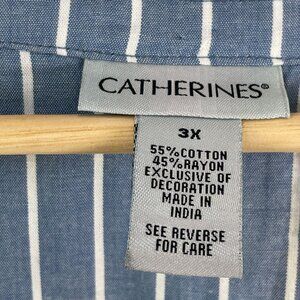 CATHERINES®
3X
55%COTTON
45%RAYON
EXCLUSIVE OF
DECORATION
MADE IN
INDIA
SEE REVERSE
FOR CARE